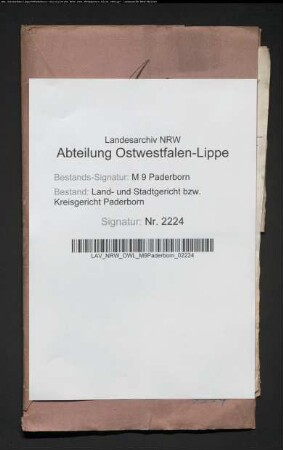 Landesarchiv NRW
Abteilung Ostwestfalen-Lippe
Bestands-Signatur: M 9 Paderborn
Bestand: Land- und Stadtgericht bzw.
Kreisgericht Paderborn
Signatur: Nr. 2224
LAV_NRW_OWL_M9Paderborn_02224